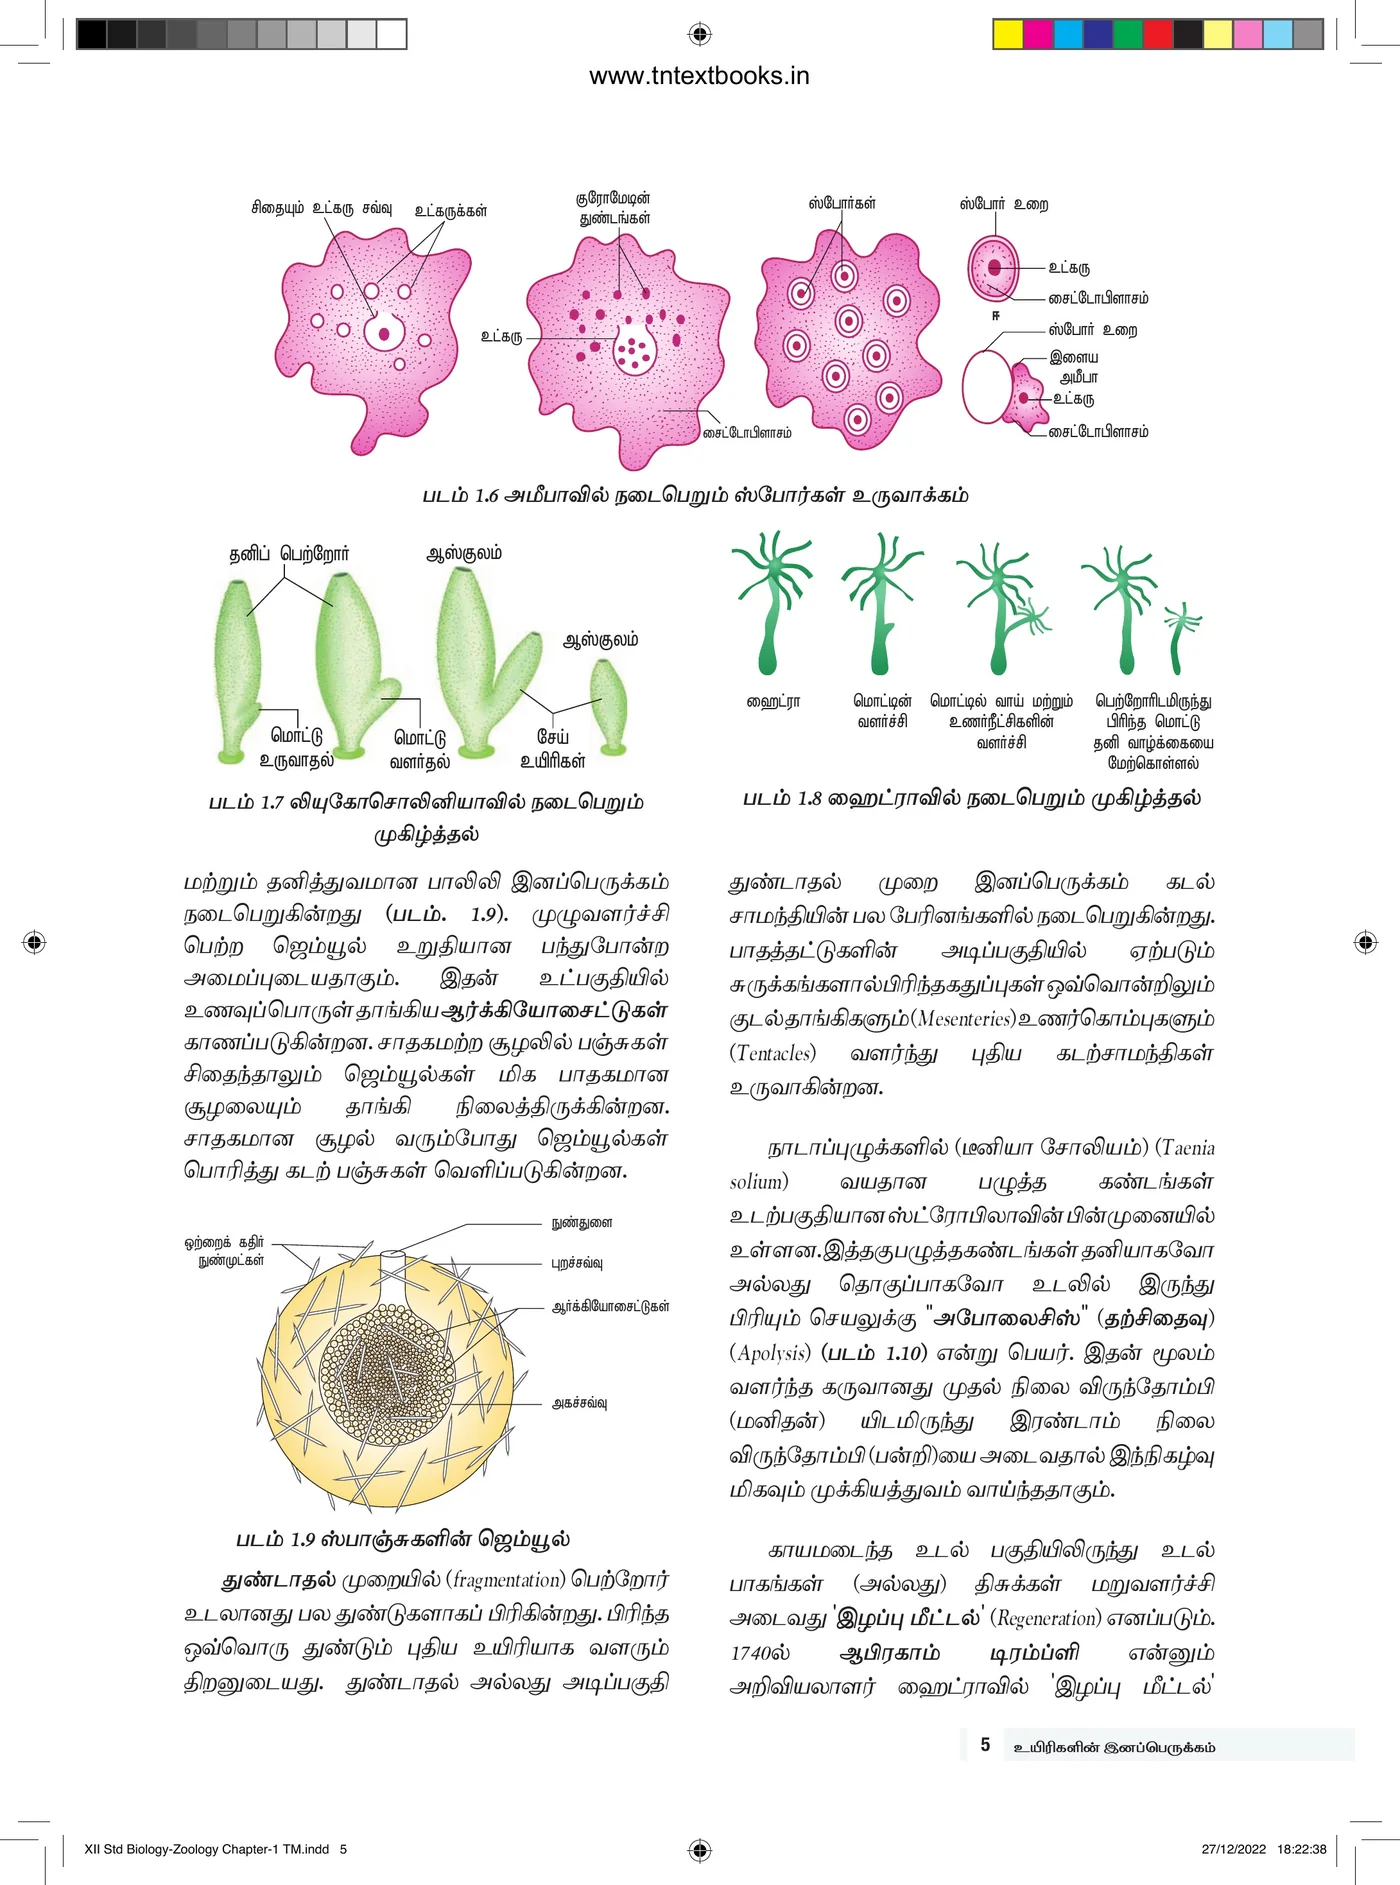 www.tntextbooks.in
சிதையும் உட்கரு சவ்வு
உட்கருக்கள்
குரோமேடின்
துண்டங்கள்
உட்கரு
சைட்டோபிளாசம்
ஸ்போர்கள்
ஸ்போர் உறை
உட்கரு
சைட்டோபிளாசம்
ஈ
ஸ்போர் உறை
இளைய
அமீபா
உட்கரு
சைட்டோபிளாசம்
படம் 1.6 அமீபாவில் நடைபெறும் ஸ்போர்கள் உருவாக்கம்
தனிப் பெற்றோர்
ஆஸ்குலம்
ஆஸ்குலம்
மொட்டு
உருவாதல்
மொட்டு
வளர்தல்
சேய்
உயிரிகள்
படம் 1.7 லியுகோசொலினியாவில் நடைபெறும்
முகிழ்த்தல்
ஹைட்ரா
மொட்டின்
வளர்ச்சி
மொட்டில் வாய் மற்றும்
உணர்நீட்சிகளின்
வளர்ச்சி
பெற்றோரிடமிருந்து
பிரிந்த மொட்டு
தனி வாழ்க்கையை
மேற்கொள்ளல்
படம் 1.8 ஹைட்ராவில் நடைபெறும் முகிழ்த்தல்
மற்றும் தனித்துவமான பாலிலி இனப்பெருக்கம்
நடைபெறுகின்றது (படம். 1.9). முழுவளர்ச்சி
பெற்ற ஜெம்யூல் உறுதியான பந்துபோன்ற
அமைப்புடையதாகும். இதன் உட்பகுதியில்
உணவுப்பொருள் தாங்கிய ஆர்க்கியோசைட்டுகள்
காணப்படுகின்றன. சாதகமற்ற சூழலில் பஞ்சுகள்
சிதைந்தாலும் ஜெம்யூல்கள் மிக பாதகமான
சூழலையும் தாங்கி நிலைத்திருக்கின்றன.
சாதகமான சூழல் வரும்போது ஜெம்யூல்கள்
பொரித்து கடற் பஞ்சுகள் வெளிப்படுகின்றன.
ஒற்றைக் கதிர்
நுண்முட்கள்
நுண்துளை
புறச்சவ்வு
ஆர்க்கியோசைட்டுகள்
அகச்சவ்வு
படம் 1.9 ஸ்பாஞ்சுகளின் ஜெம்யூல்
துண்டாதல் முறையில் (fragmentation) பெற்றோர்
உடலானது பல துண்டுகளாகப் பிரிகின்றது. பிரிந்த
ஒவ்வொரு துண்டும் புதிய உயிரியாக வளரும்
திறனுடையது. துண்டாதல் அல்லது அடிப்பகுதி
துண்டாதல் முறை இனப்பெருக்கம் கடல்
சாமந்தியின் பல பேரினங்களில் நடைபெறுகின்றது.
பாதத்தட்டுகளின் அடிப்பகுதியில் ஏற்படும்
சுருக்கங்களால் பிரிந்த கதுப்புகள் ஒவ்வொன்றிலும்
குடல்தாங்கிகளும் (Mesenteries) உணர்கொம்புகளும்
(Tentacles) வளர்ந்து புதிய கடற்சாமந்திகள்
உருவாகின்றன.
நாடாப்புழுக்களில் (டீனியா சோலியம்) (Taenia
solium) வயதான பழுத்த கண்டங்கள்
உடற்பகுதியான ஸ்ட்ரோபிலாவின் பின்முனையில்
உள்ளன.இத்தகு பழுத்த கண்டங்கள் தனியாகவோ
அல்லது தொகுப்பாகவோ உடலில் இருந்து
பிரியும் செயலுக்கு "அபோலைசிஸ்" (தற்சிதைவு)
(Apolysis) (படம் 1.10) என்று பெயர். இதன் மூலம்
வளர்ந்த கருவானது முதல் நிலை விருந்தோம்பி
(மனிதன்) யிடமிருந்து இரண்டாம் நிலை
விருந்தோம்பி (பன்றி)யை அடைவதால் இந்நிகழ்வு
மிகவும் முக்கியத்துவம் வாய்ந்ததாகும்.
காயமடைந்த உடல் பகுதியிலிருந்து உடல்
பாகங்கள் (அல்லது) திசுக்கள் மறுவளர்ச்சி
அடைவது 'இழப்பு மீட்டல்' (Regeneration) எனப்படும்.
1740ல் ஆபிரகாம் டிரம்ப்ளி என்னும்
அறிவியலாளர் ஹைட்ராவில் 'இழப்பு மீட்டல்'
5 உயிரிகளின் இனப்பெருக்கம்
XII Std Biology-Zoology Chapter-1 TM.indd 5
27/12/2022 18:22:38